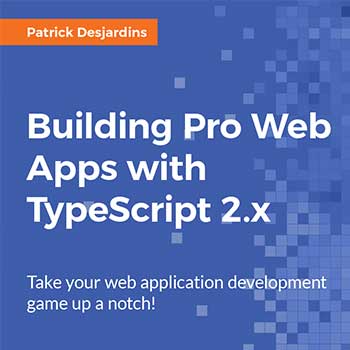 Patrick Desjardins
Building Pro Web
Apps with
TypeScript 2.x
Take your web application development
game up a notch!